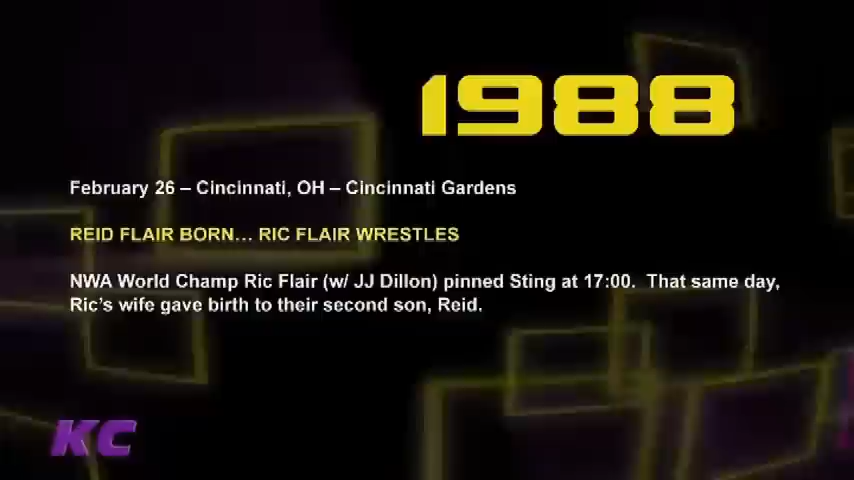 1988
February 26 – Cincinnati, OH – Cincinnati Gardens
REID FLAIR BORN… RIC FLAIR WRESTLES
NWA World Champ Ric Flair (w/ JJ Dillon) pinned Sting at 17:00.  That same day,
Ric's wife gave birth to their second son, Reid.
KC